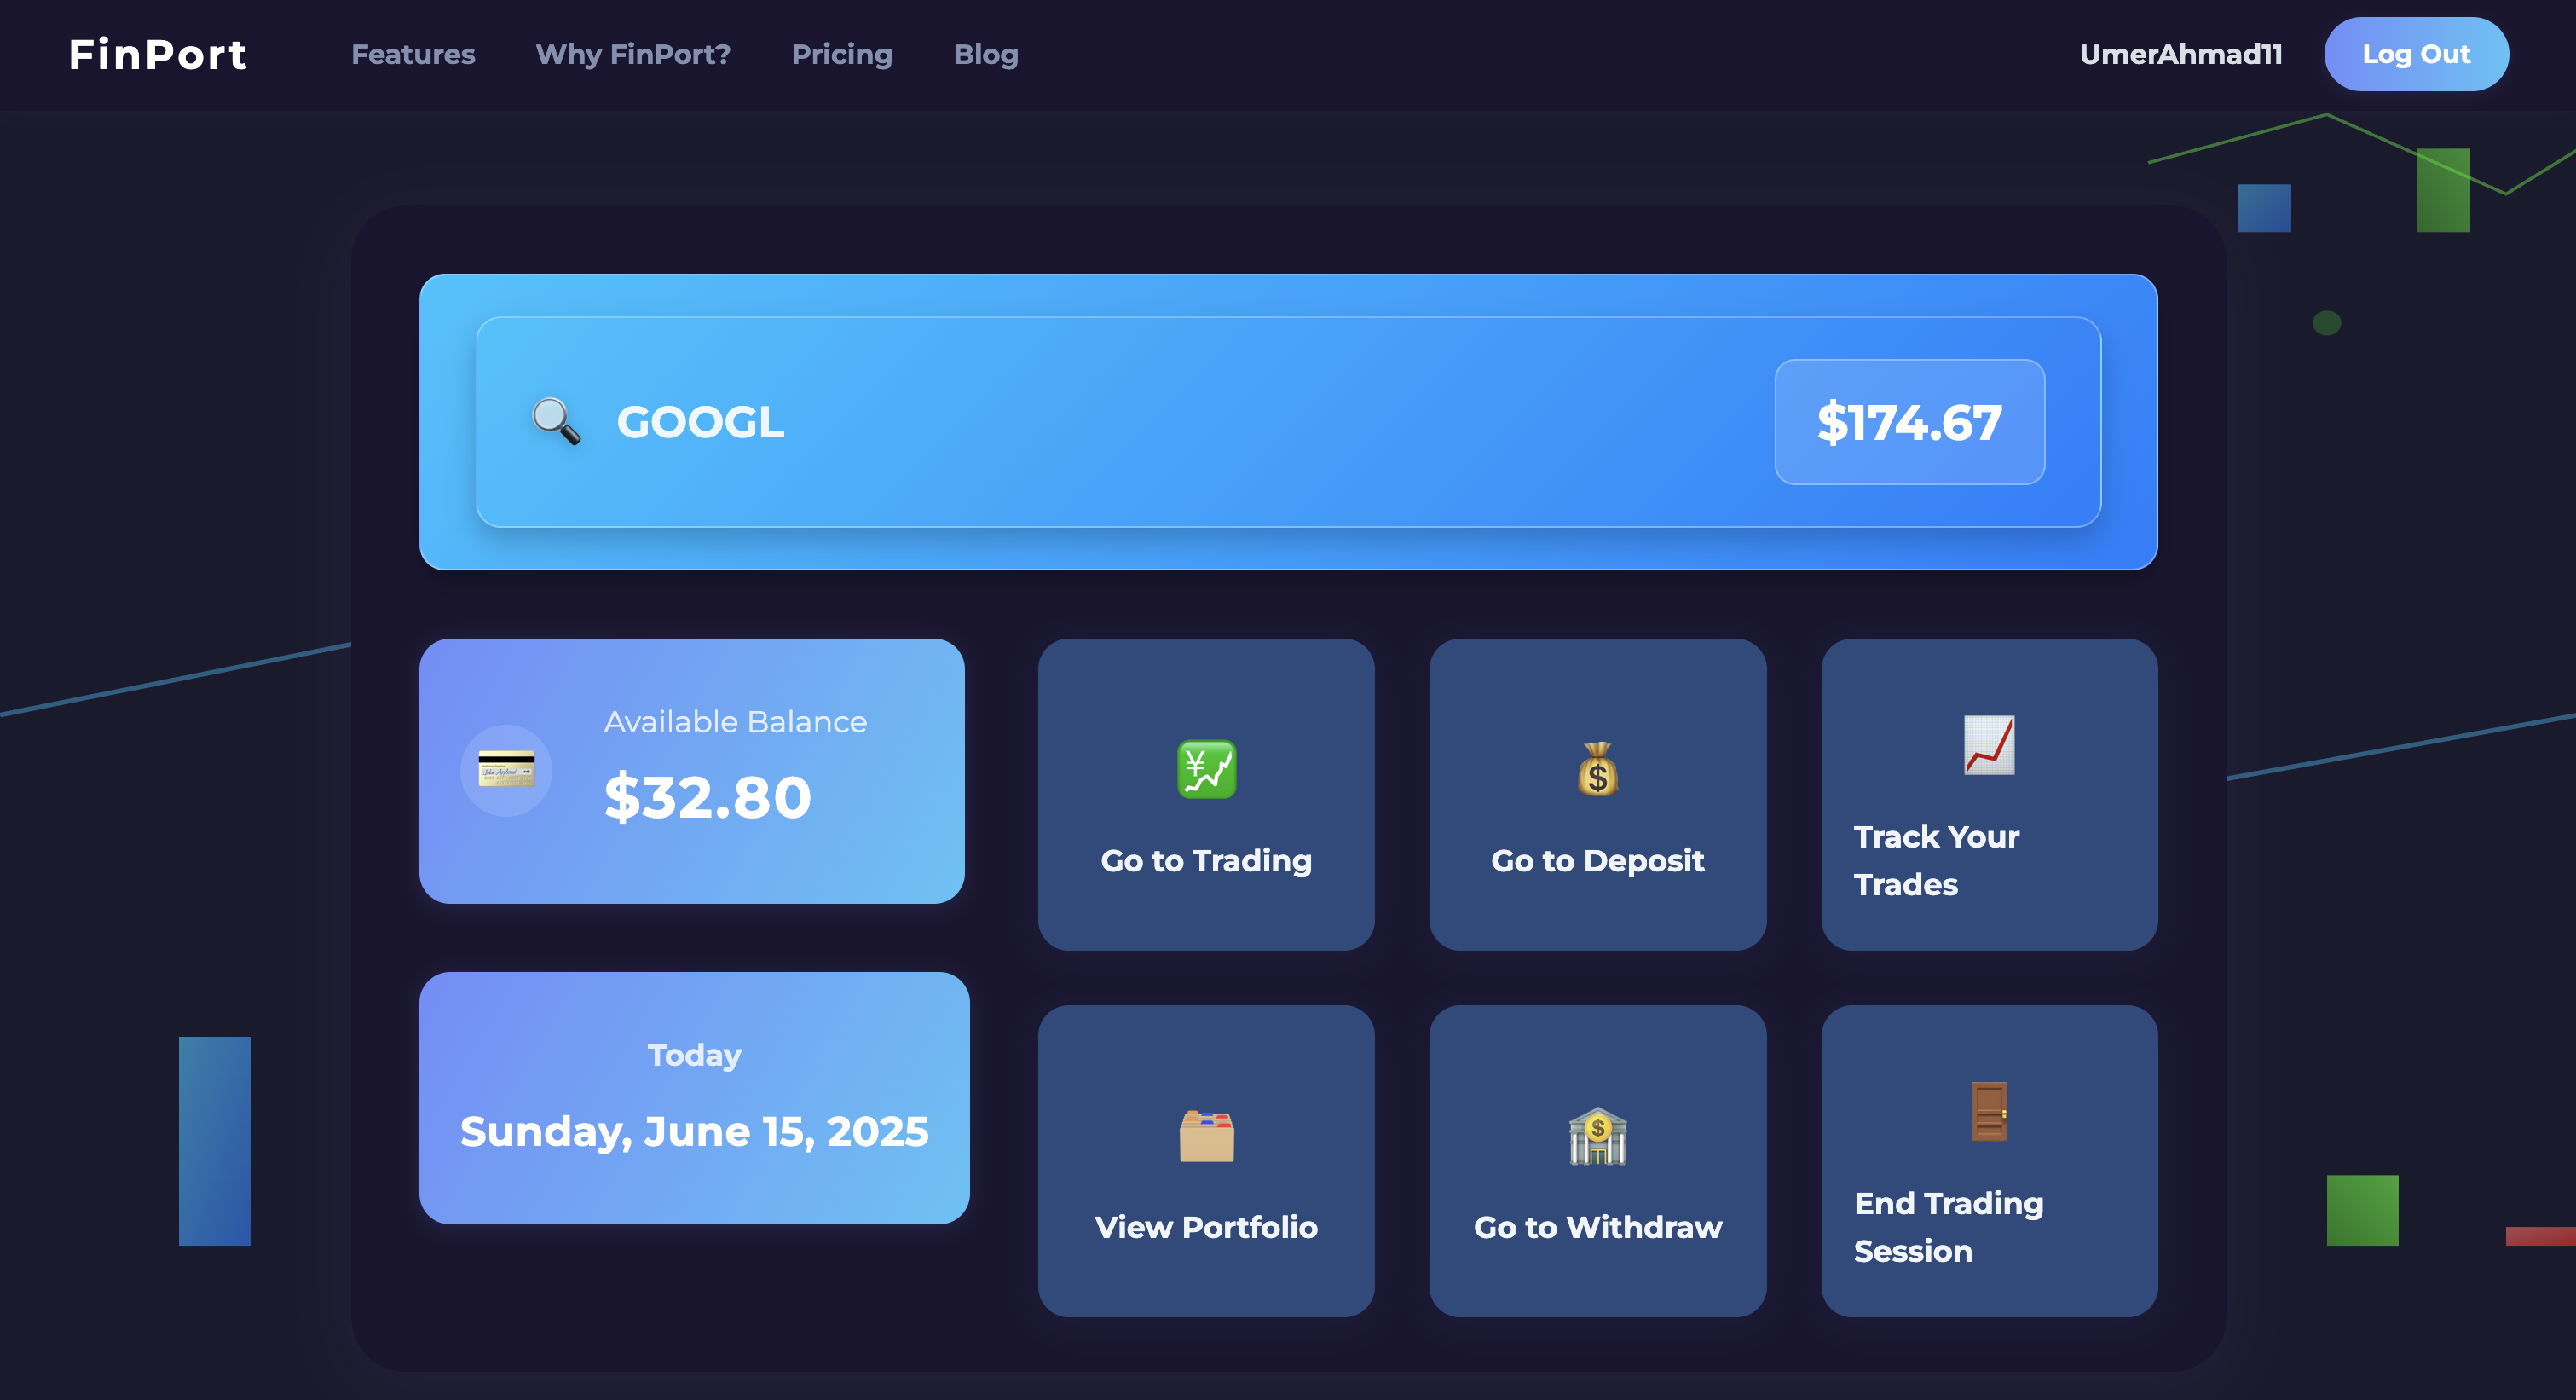 FinPort
Features
Why FinPort?
Pricing
Blog
UmerAhmad11
Log Out
GOOGL
$174.67
Available Balance
$32.80
Go to Trading
Go to Deposit
Track Your
Trades
Today
Sunday, June 15, 2025
View Portfolio
Go to Withdraw
End Trading
Session